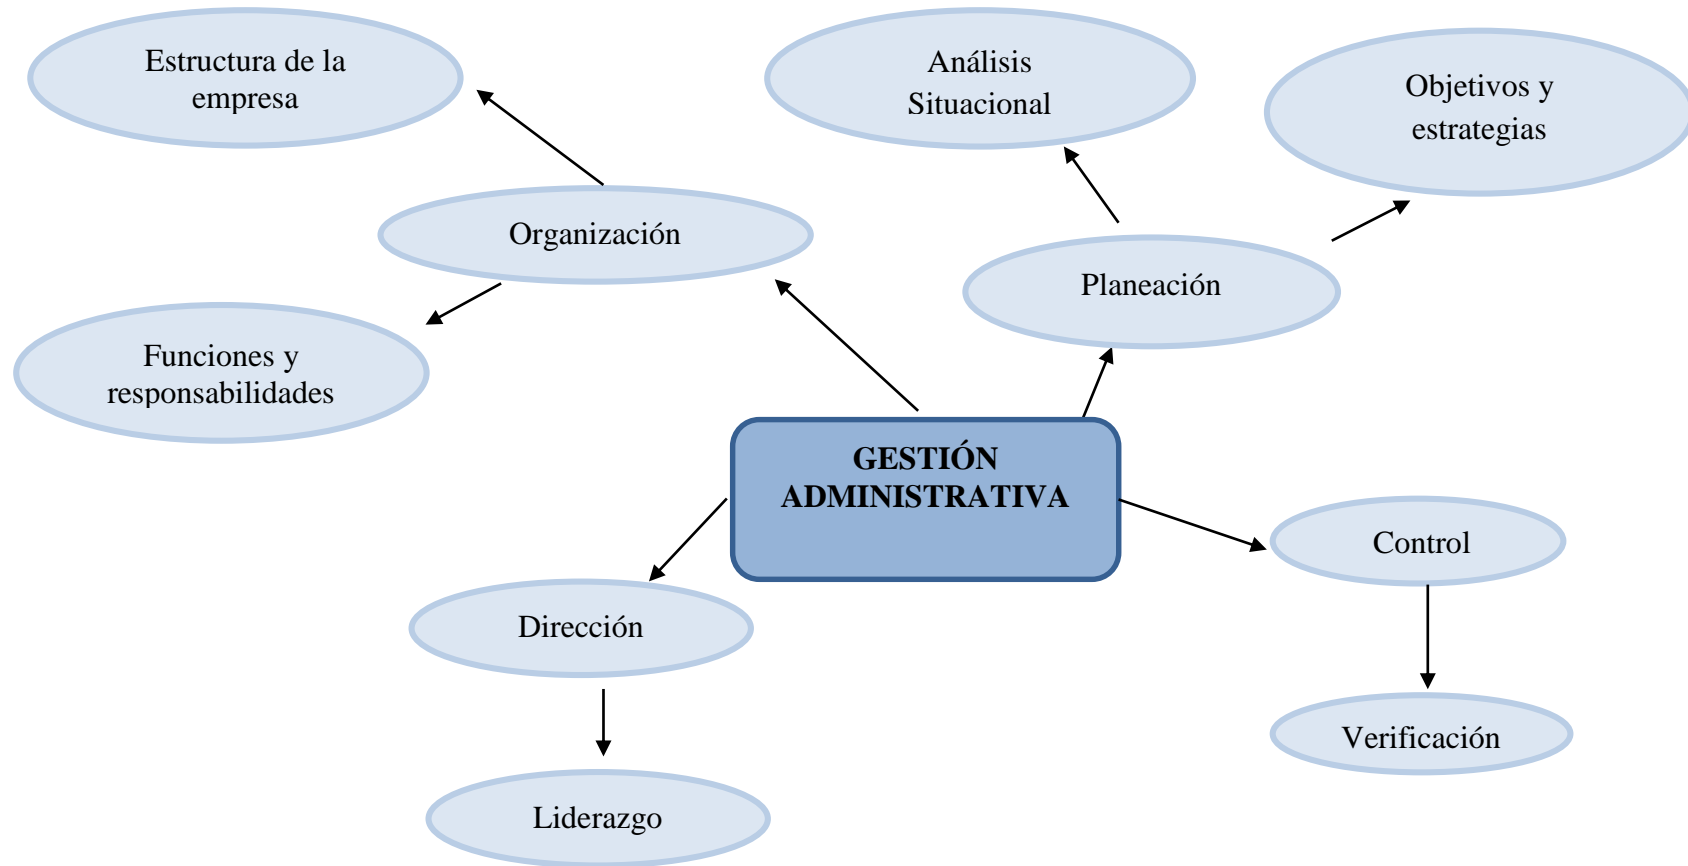 Estructura de la
empresa
Análisis
Situacional
Objetivos y
estrategias
Organización
Planeación
Funciones y
responsabilidades
GESTIÓN
ADMINISTRATIVA
Control
Dirección
Verificación
Liderazgo